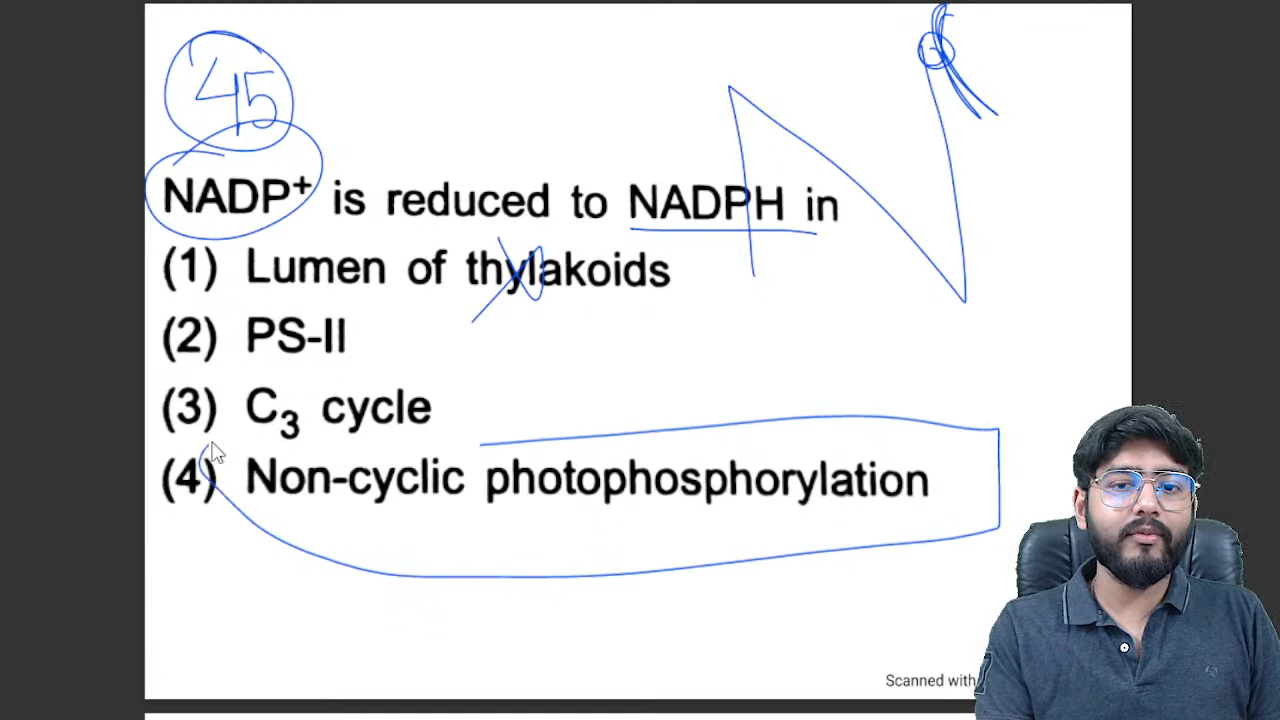 45
NADP⁺ is reduced to NADPH in
(1) Lumen of thylakoids
(2) PS-II
(3) C₃ cycle
(4) Non-cyclic photophosphorylation
Scanned with